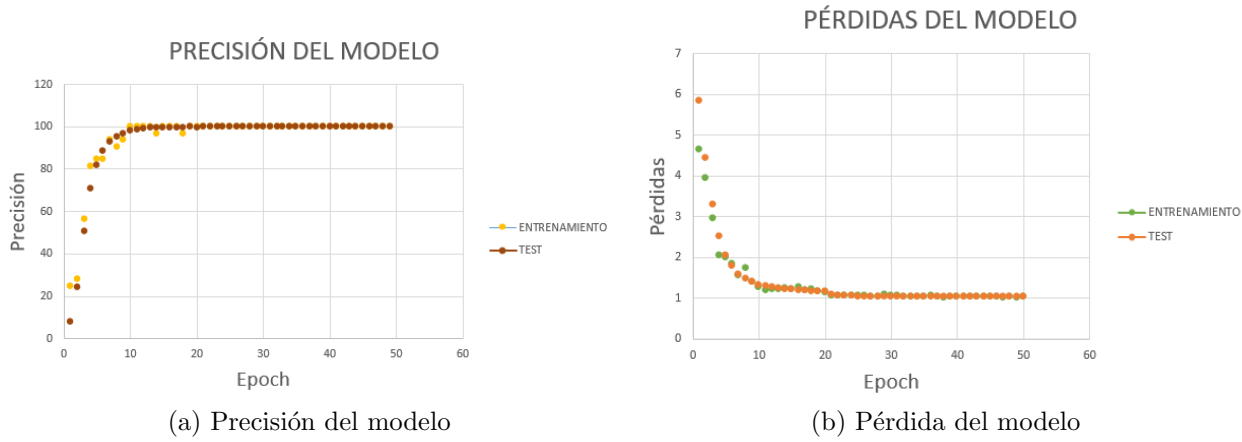 PRECISIÓN DEL MODELO
120
100
80
60
40
20
0
Precisión
0 10 20 30 40 50 60
Epoch
ENTRENAMIENTO
TEST
(a) Precisión del modelo
PÉRDIDAS DEL MODELO
7
6
5
4
3
2
1
0
Pérdidas
0 10 20 30 40 50 60
Epoch
ENTRENAMIENTO
TEST
(b) Pérdida del modelo